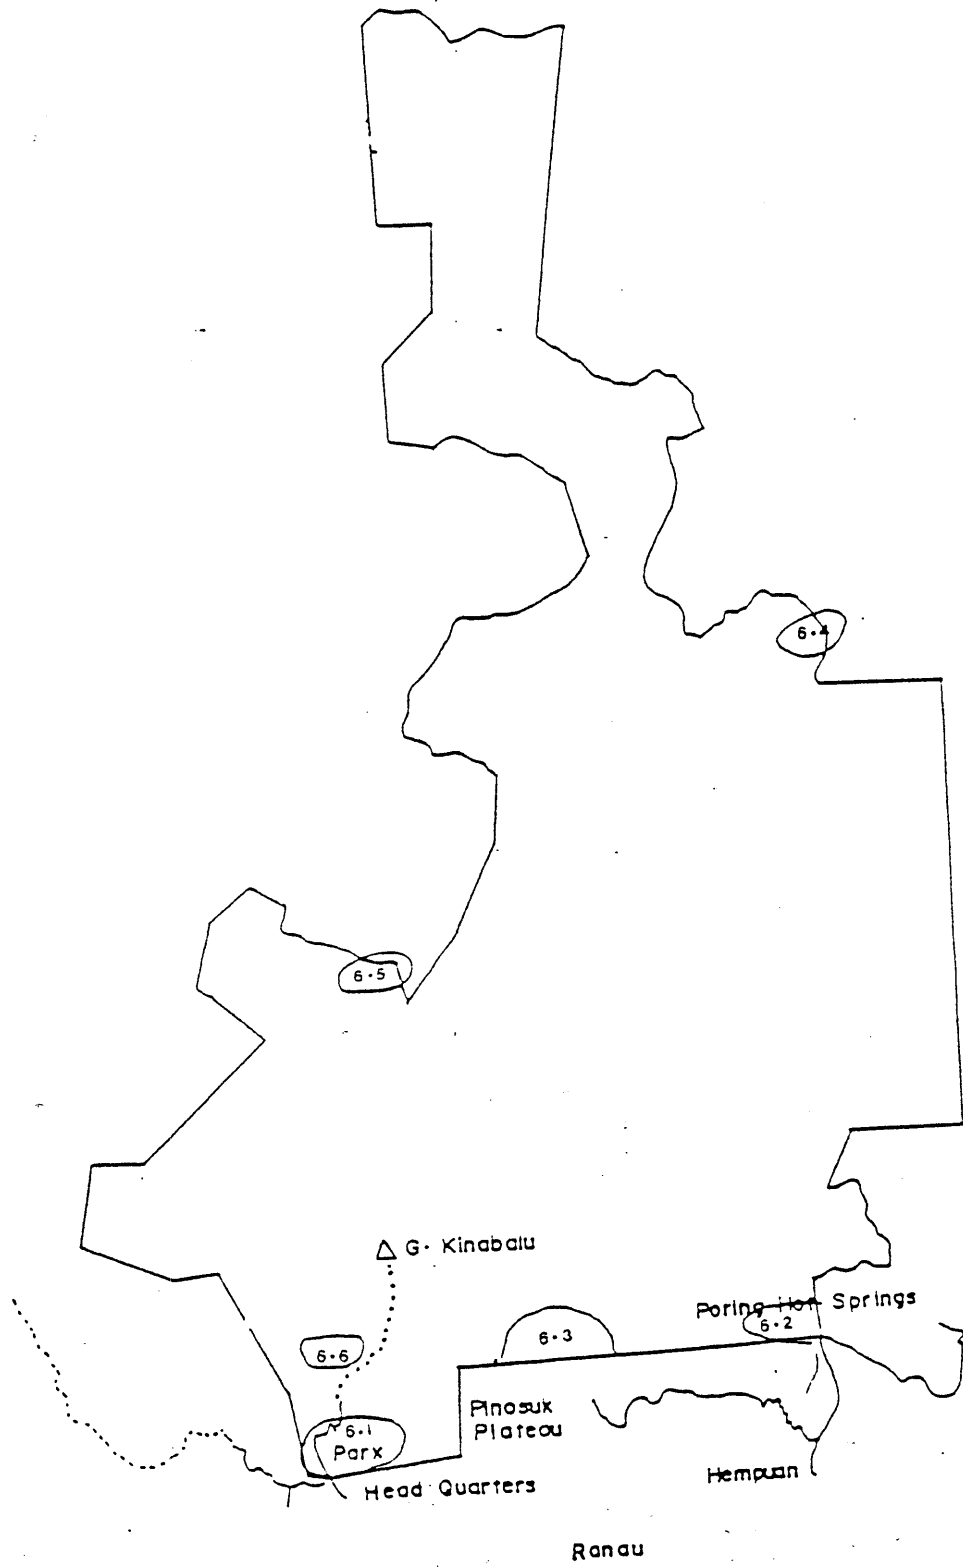 6.4
6.5
G. Kinabalu
Poring Hot Springs
6.2
6.3
6.6
Pinosuk
Plateau
6.1
Park
Head Quarters
Hempuan
Ranau